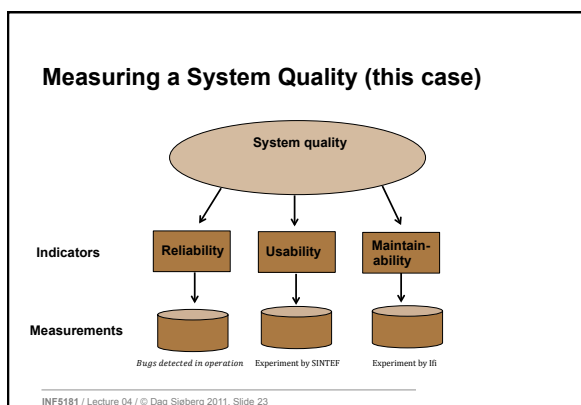 Measuring a System Quality (this case)
System quality
Indicators
Reliability
Usability
Maintain-
ability
Measurements
Bugs detected in operation
Experiment by SINTEF
Experiment by Ifi
INF5181 / Lecture 04 / © Dag Sjøberg 2011. Slide 23